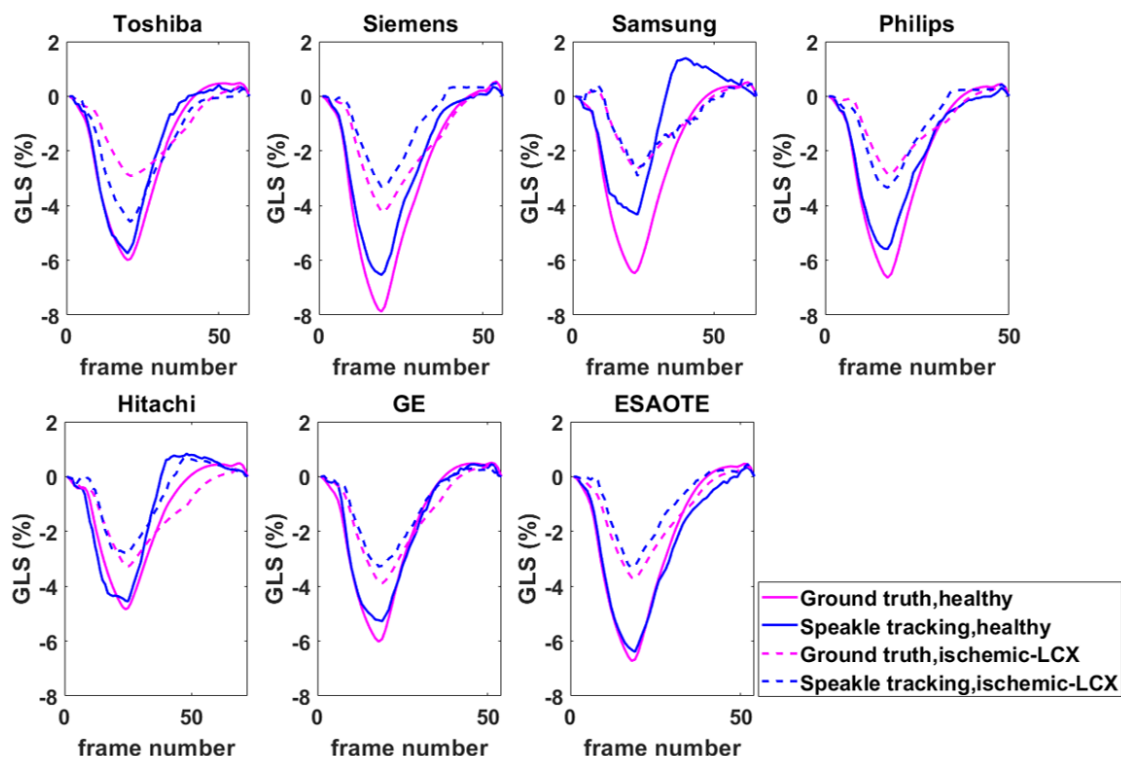 Toshiba
Siemens
Samsung
Philips
2
0
-2
-4
-6
-8
GLS (%)
0
50
frame number
2
0
-2
-4
-6
-8
GLS (%)
0
50
frame number
2
0
-2
-4
-6
-8
GLS (%)
0
50
frame number
2
0
-2
-4
-6
-8
GLS (%)
0
50
frame number
Hitachi
GE
ESAOTE
2
0
-2
-4
-6
-8
GLS (%)
0
50
frame number
2
0
-2
-4
-6
-8
GLS (%)
0
50
frame number
2
0
-2
-4
-6
-8
GLS (%)
0
50
frame number
Ground truth,healthy
Speakle tracking,healthy
Ground truth,ischemic-LCX
Speakle tracking,ischemic-LCX